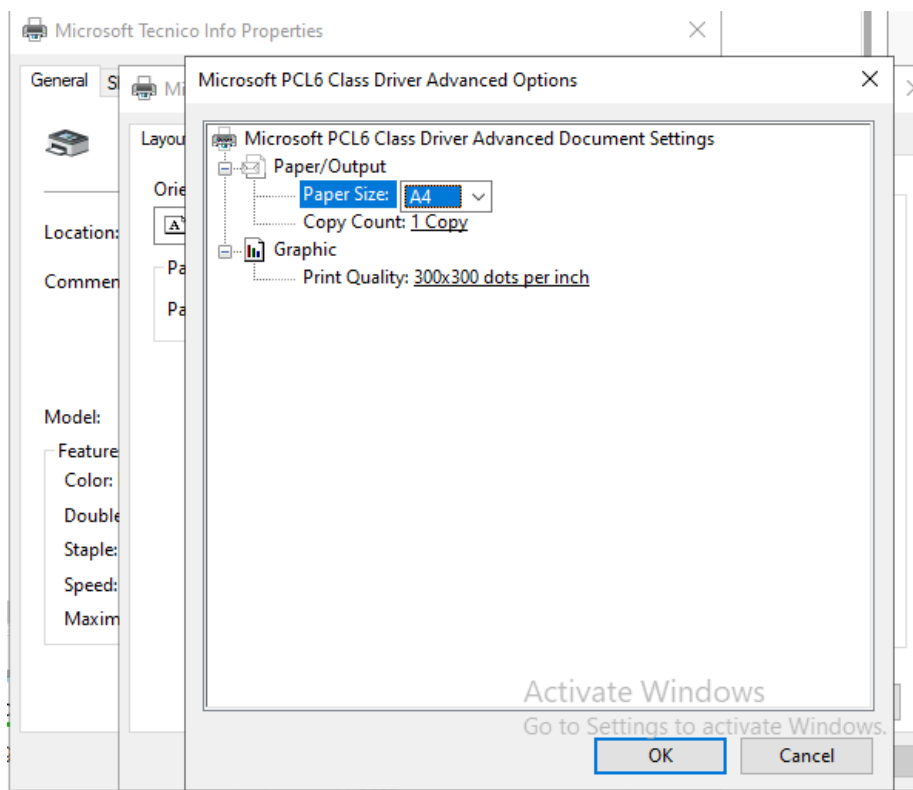 Microsoft Tecnico Info Properties
General
Microsoft PCL6 Class Driver Advanced Options
Microsoft PCL6 Class Driver Advanced Document Settings
Paper/Output
Paper Size: A4
Copy Count: 1 Copy
Graphic
Print Quality: 300x300 dots per inch
Layou
Orie
Location:
Commen
Pa
Pa
Model:
Feature
Color:
Double
Staple:
Speed:
Maxim
Activate Windows
Go to Settings to activate Windows.
OK
Cancel